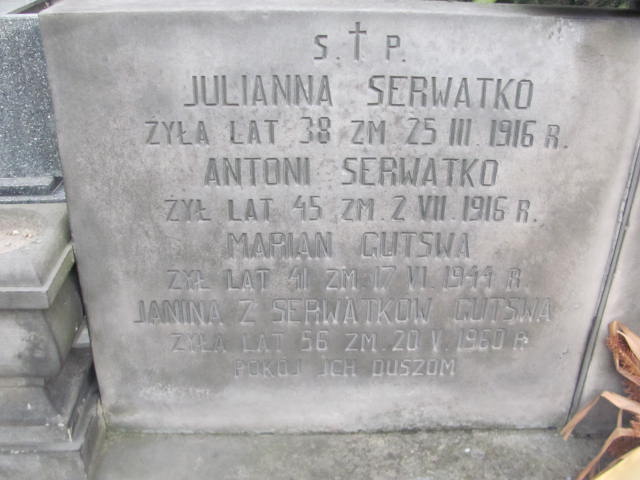 S. † P.
JULIANNA SERWATKO
ŻYŁA LAT 38 ZM. 25 III. 1916 R.
ANTONI SERWATKO
ŻYŁ LAT 45 ZM. 2 VII. 1916 R.
MARIAN GUTSWA
ŻYŁ LAT 41 ZM. 17 VI. 1944 R.
JANINA Z SERWATKÓW GUTSWA
ŻYŁA LAT 56 ZM. 20 V. 1960 R.
POKÓJ ICH DUSZOM